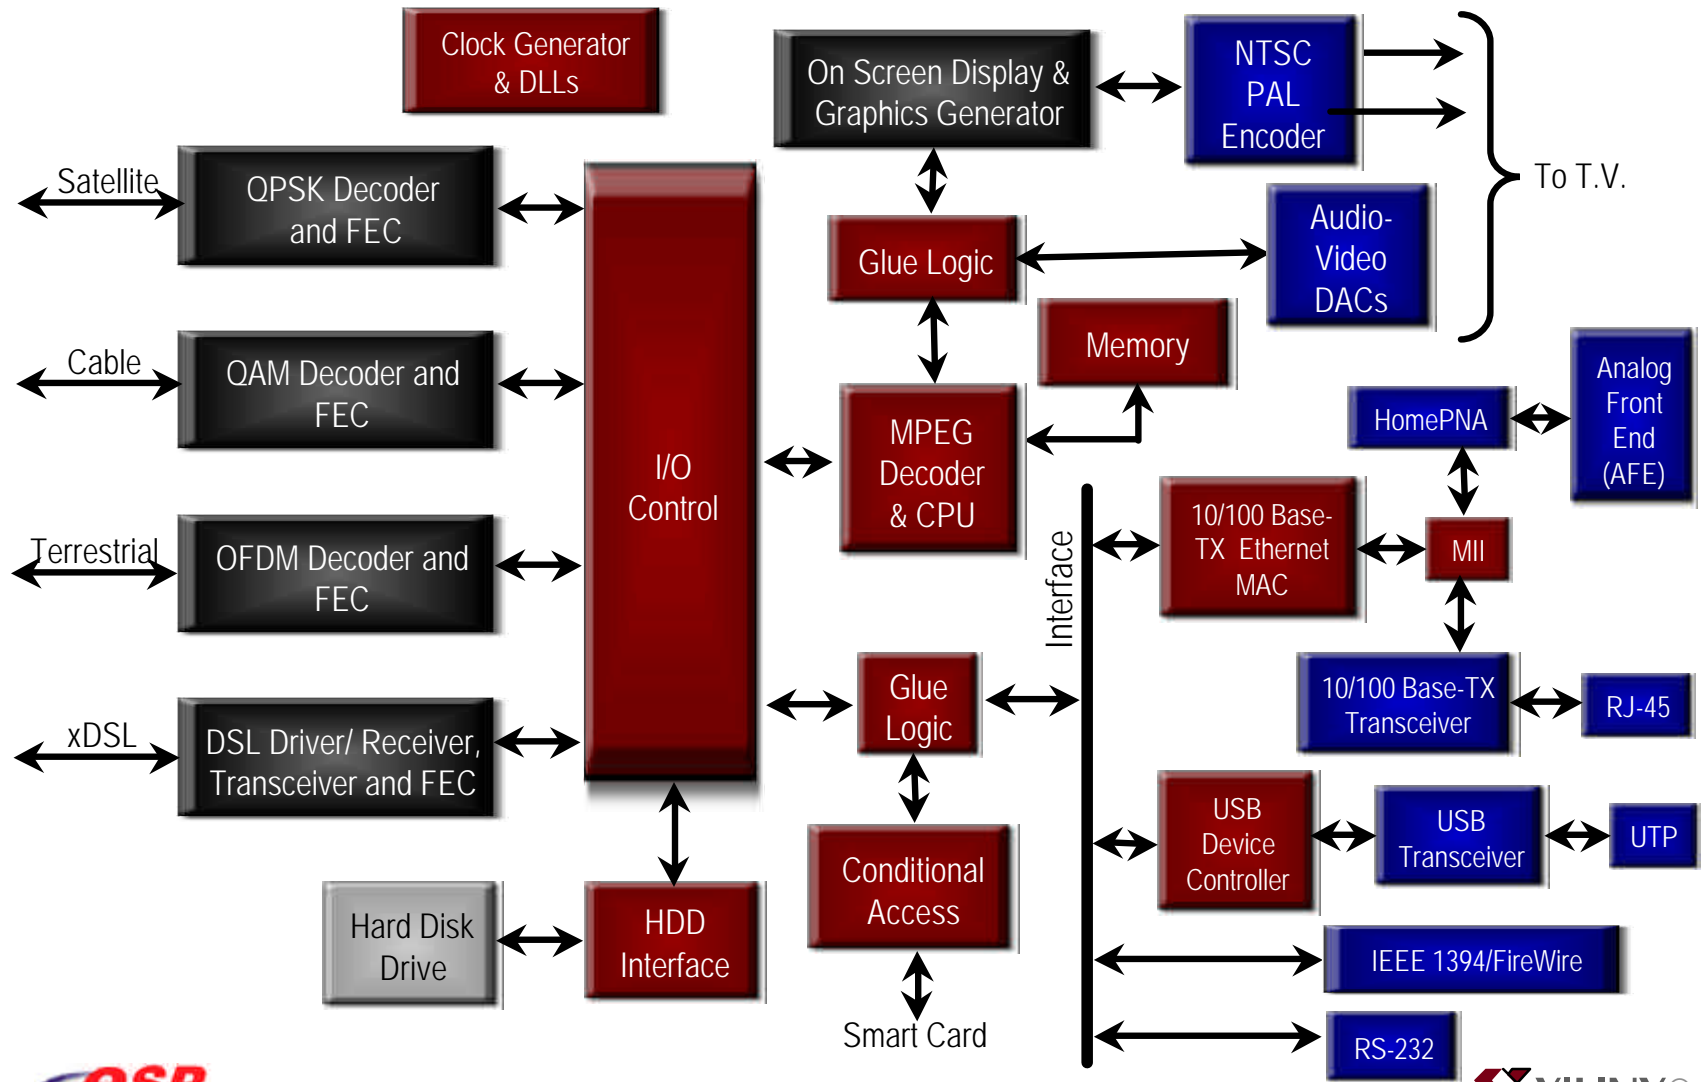 Clock Generator
& DLLs
On Screen Display &
Graphics Generator
NTSC
PAL
Encoder
To T.V.
Satellite
QPSK Decoder
and FEC
Glue Logic
Audio-
Video
DACs
Cable
QAM Decoder and
FEC
I/O
Control
MPEG
Decoder
& CPU
Memory
HomePNA
Analog
Front
End
(AFE)
Terrestrial
OFDM Decoder and
FEC
Interface
10/100 Base-
TX Ethernet
MAC
MII
xDSL
DSL Driver/ Receiver,
Transceiver and FEC
Glue
Logic
10/100 Base-TX
Transceiver
RJ-45
USB
Device
Controller
USB
Transceiver
UTP
Hard Disk
Drive
HDD
Interface
Conditional
Access
IEEE 1394/FireWire
Smart Card
RS-232
XILINX®